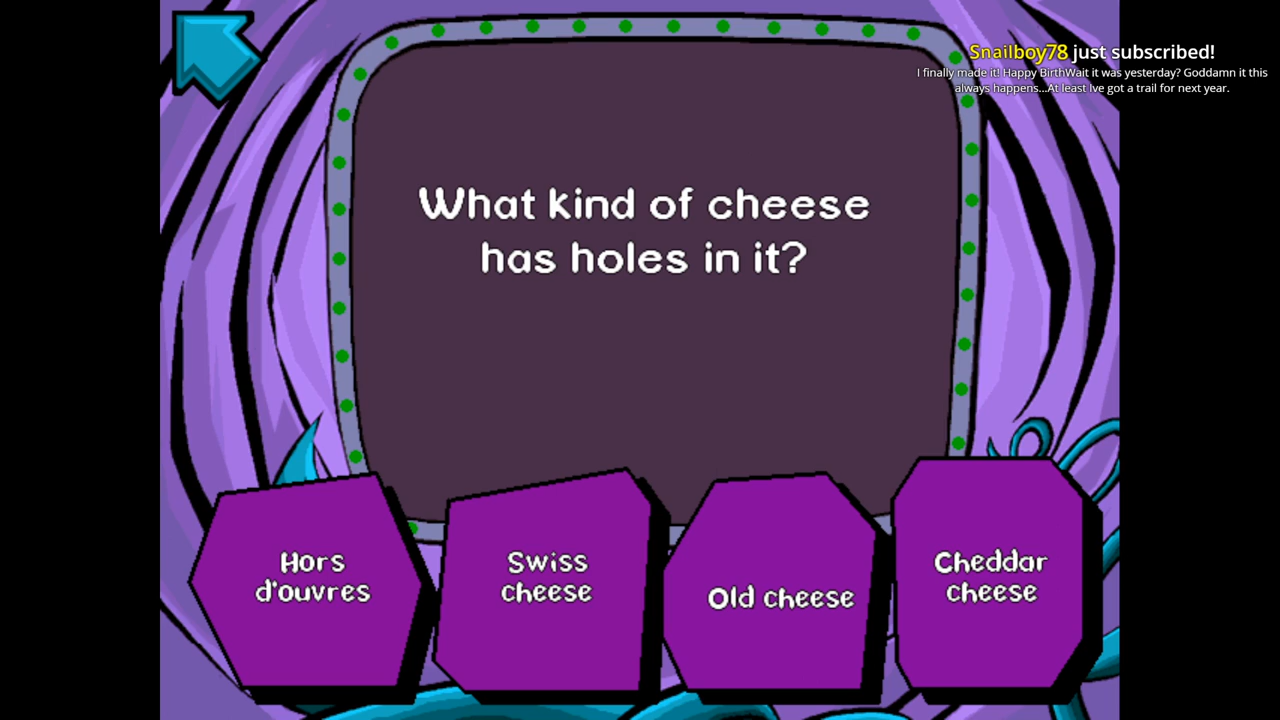 Snailboy78 just subscribed!
I finally made it! Happy BirthWait it was yesterday? Goddamn it this
always happens...At least Ive got a trail for next year.
What kind of cheese
has holes in it?
Hors
d'ouvres
Swiss
cheese
Old cheese
Cheddar
cheese